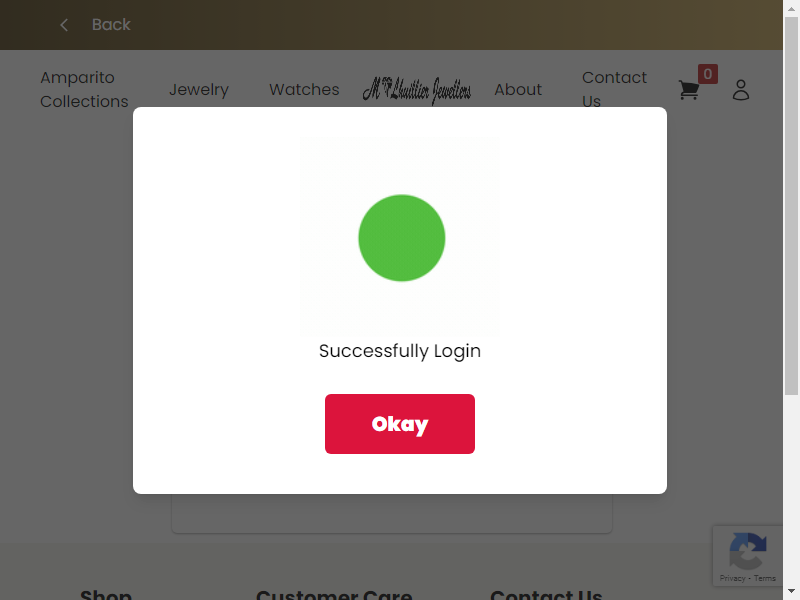 Back
Amparito
Collections
Jewelry
Watches
M Lhuillier Jewellers
About
Contact
Us
0
Successfully Login
Okay
Privacy - Terms
Shop
Customer Care
Contact Us